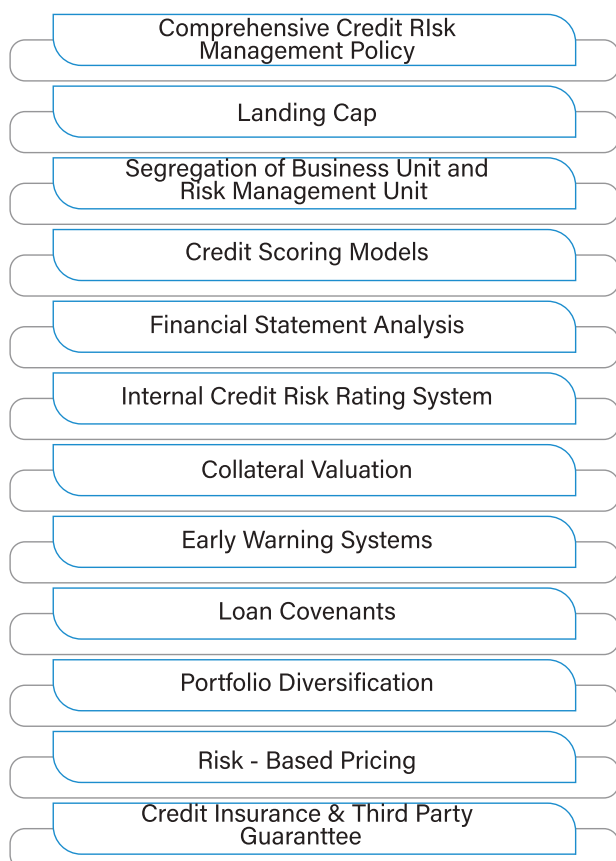 Comprehensive Credit RIsk
Management Policy
Landing Cap
Segregation of Business Unit and
Risk Management Unit
Credit Scoring Models
Financial Statement Analysis
Internal Credit Risk Rating System
Collateral Valuation
Early Warning Systems
Loan Covenants
Portfolio Diversification
Risk - Based Pricing
Credit Insurance & Third Party
Guaranttee